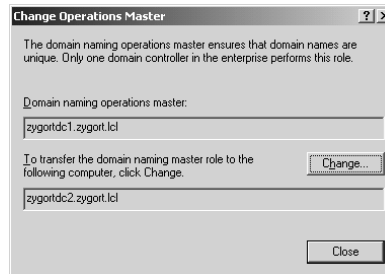 Change Operations Master
The domain naming operations master ensures that domain names are
unique. Only one domain controller in the enterprise performs this role.
Domain naming operations master:
zygortdc1.zygort.lcl
To transfer the domain naming master role to the
following computer, click Change.
Change...
zygortdc2.zygort.lcl
Close